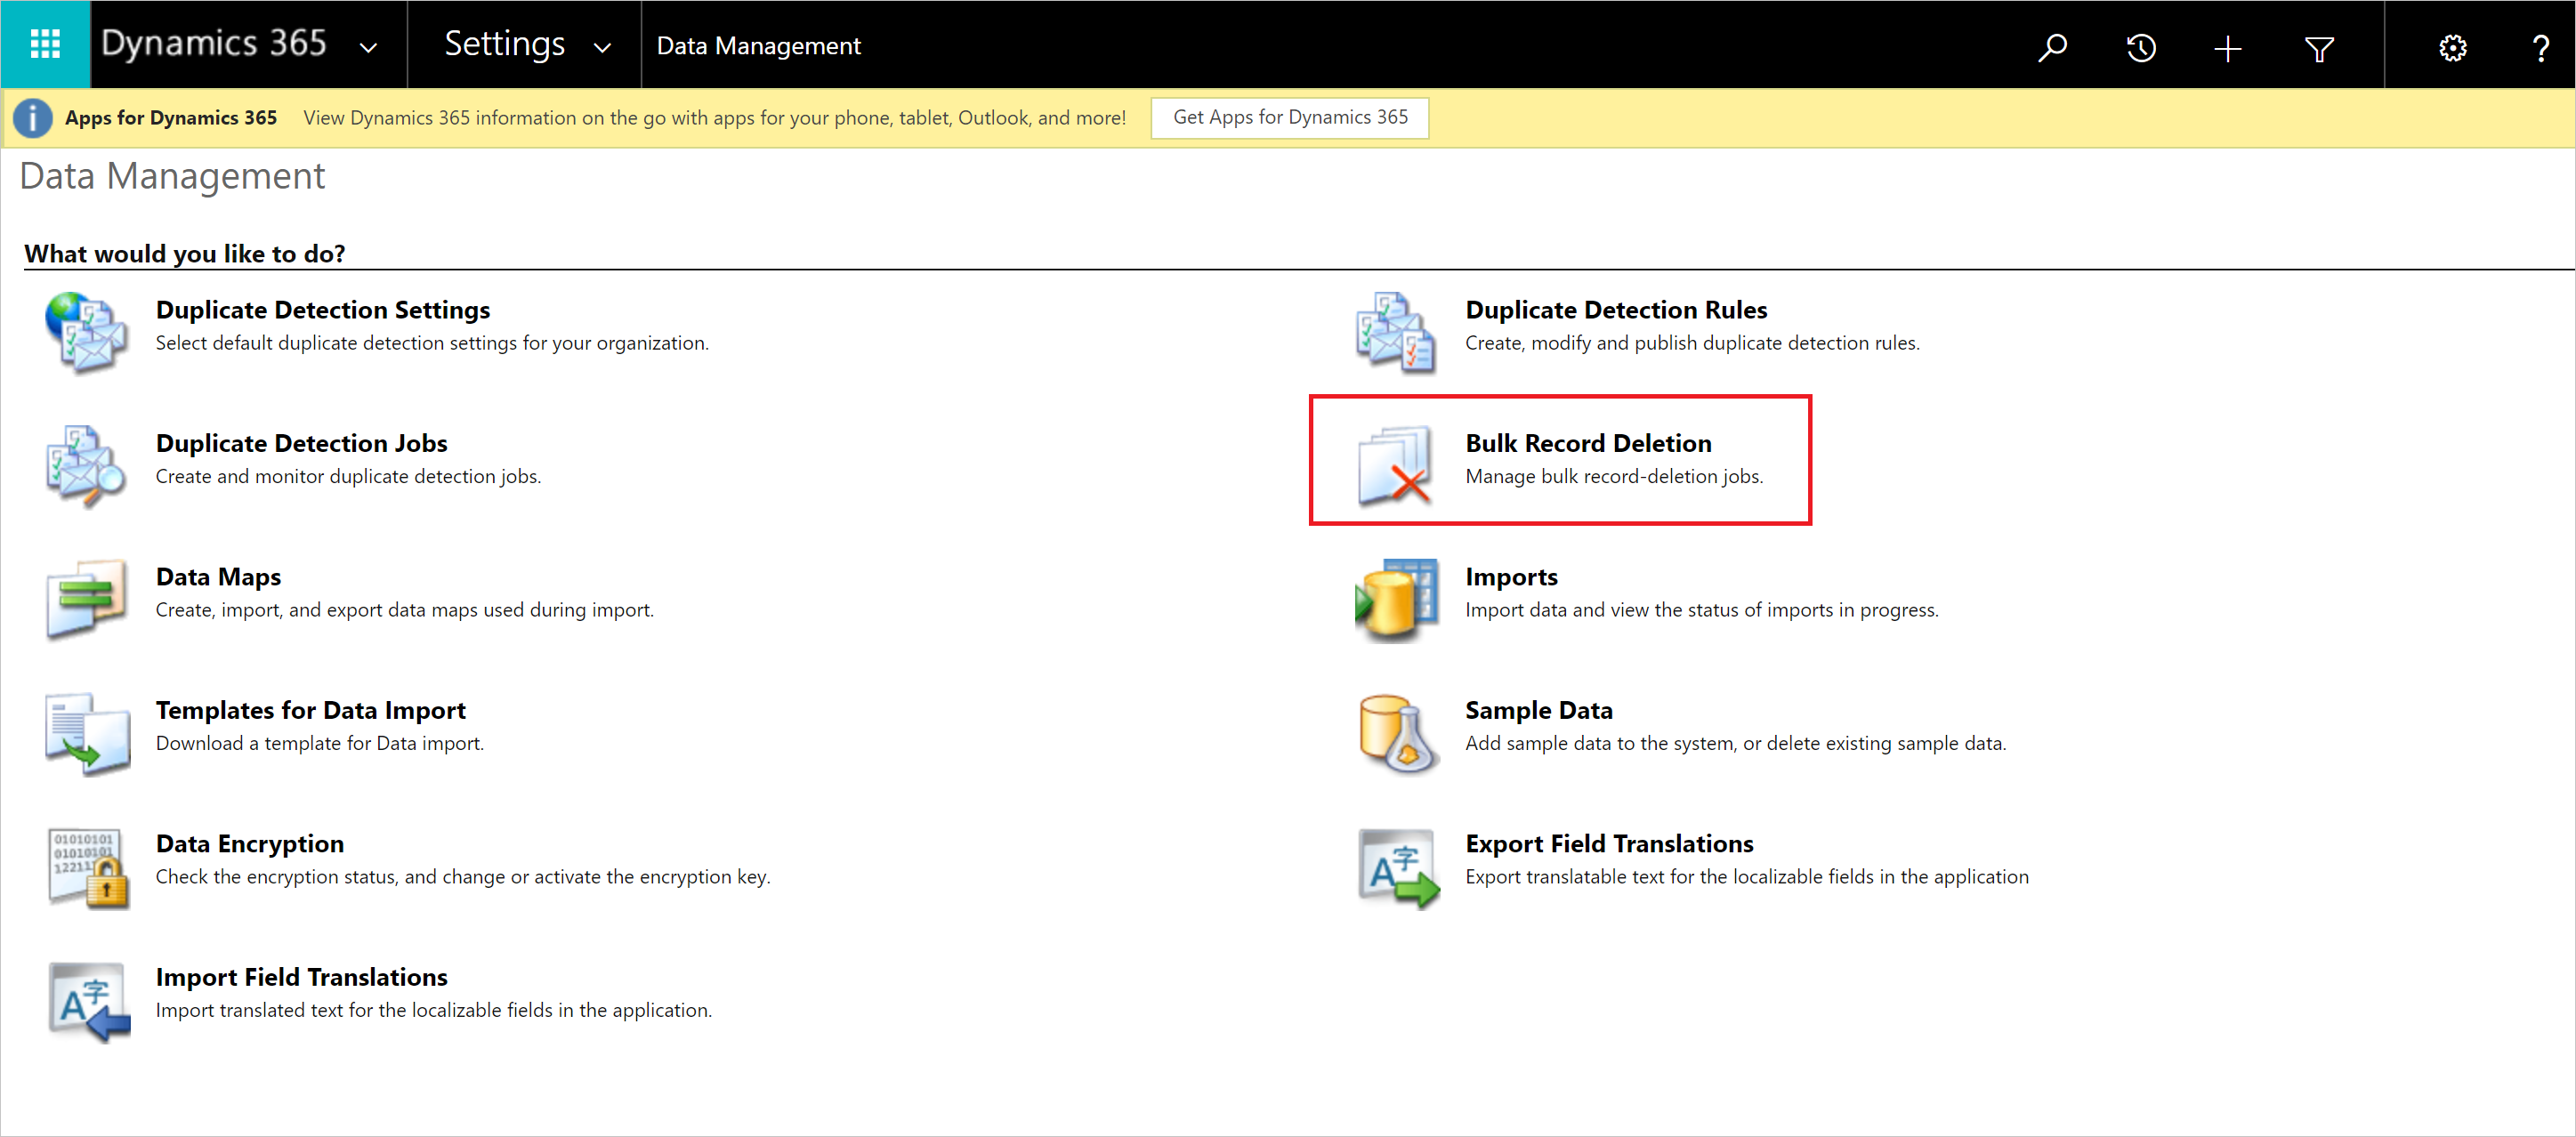 Dynamics 365
Settings
Data Management
Apps for Dynamics 365
View Dynamics 365 information on the go with apps for your phone, tablet, Outlook, and more!
Get Apps for Dynamics 365
Data Management
What would you like to do?
Duplicate Detection Settings
Select default duplicate detection settings for your organization.
Duplicate Detection Rules
Create, modify and publish duplicate detection rules.
Duplicate Detection Jobs
Create and monitor duplicate detection jobs.
Bulk Record Deletion
Manage bulk record-deletion jobs.
Data Maps
Create, import, and export data maps used during import.
Imports
Import data and view the status of imports in progress.
Templates for Data Import
Download a template for Data import.
Sample Data
Add sample data to the system, or delete existing sample data.
01010101
01010101
Data Encryption
Check the encryption status, and change or activate the encryption key.
A字
Export Field Translations
Export translatable text for the localizable fields in the application
A字
Import Field Translations
Import translated text for the localizable fields in the application.